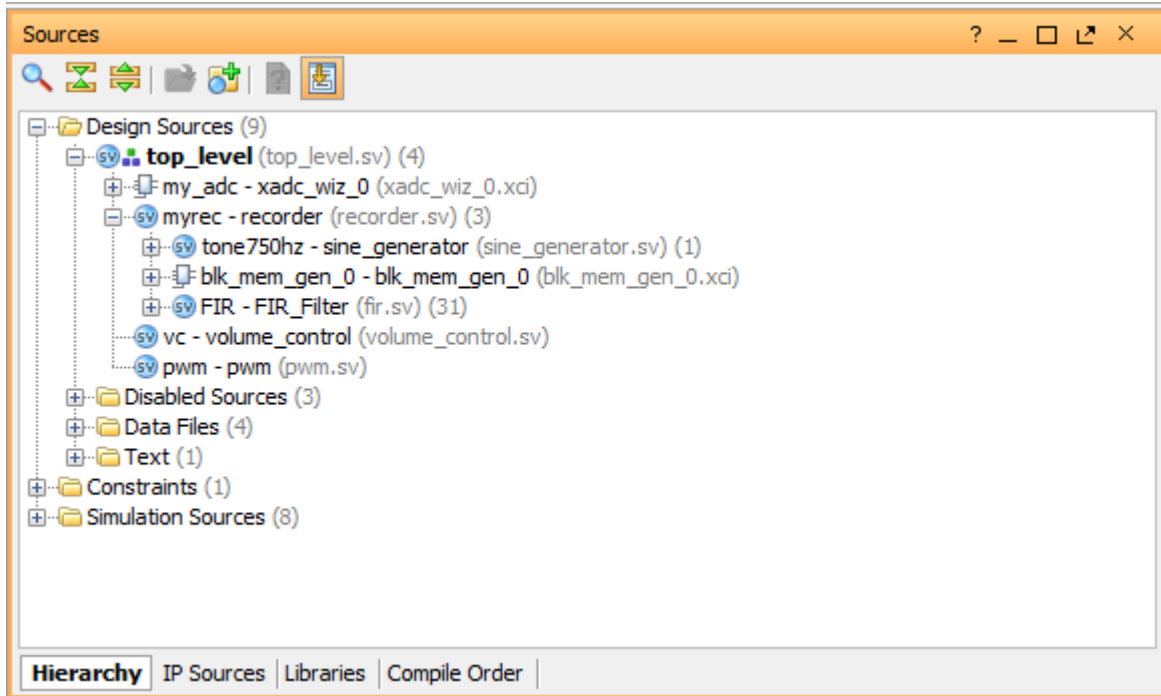 Sources
Design Sources (9)
top_level (top_level.sv) (4)
my_adc - xadc_wiz_0 (xadc_wiz_0.xci)
myrec - recorder (recorder.sv) (3)
tone750hz - sine_generator (sine_generator.sv) (1)
blk_mem_gen_0 - blk_mem_gen_0 (blk_mem_gen_0.xci)
FIR - FIR_Filter (fir.sv) (31)
vc - volume_control (volume_control.sv)
pwm - pwm (pwm.sv)
Disabled Sources (3)
Data Files (4)
Text (1)
Constraints (1)
Simulation Sources (8)
Hierarchy IP Sources Libraries Compile Order